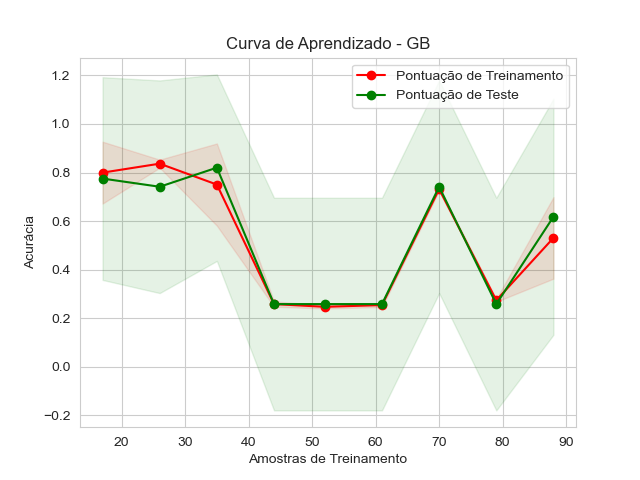 Curva de Aprendizado - GB
Pontuação de Treinamento
Pontuação de Teste
Acurácia
1.2
1.0
0.8
0.6
0.4
0.2
0.0
−0.2
20 30 40 50 60 70 80 90
Amostras de Treinamento